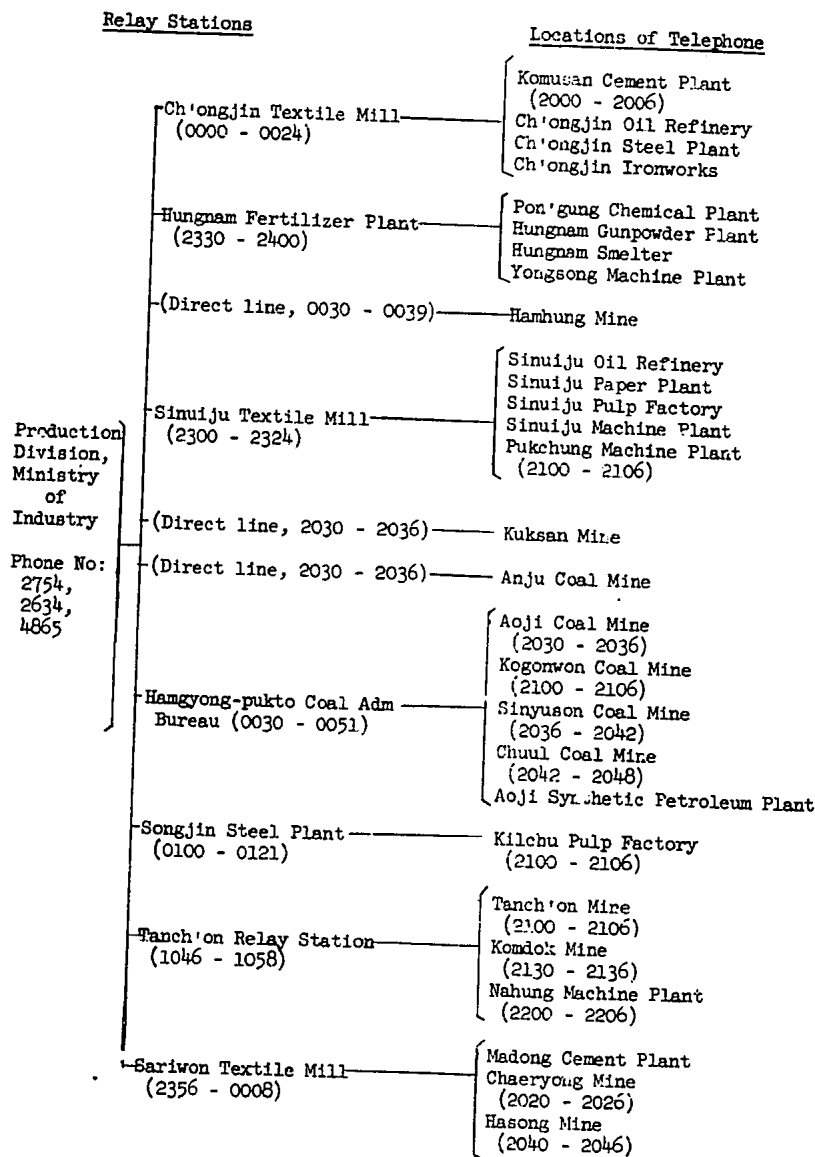 Relay Stations
Locations of Telephone
Production
Division,
Ministry
of
Industry
Phone No:
2754,
2634,
4865
Ch'ongjin Textile Mill
(0000 - 0024)
Komusan Cement Plant
(2000 - 2006)
Ch'ongjin Oil Refinery
Ch'ongjin Steel Plant
Ch'ongjin Ironworks
Hungnam Fertilizer Plant
(2330 - 2400)
Pon'gung Chemical Plant
Hungnam Gunpowder Plant
Hungnam Smelter
Yongsong Machine Plant
(Direct line, 0030 - 0039)
Hamhung Mine
Sinuiju Textile Mill
(2300 - 2324)
Sinuiju Oil Refinery
Sinuiju Paper Plant
Sinuiju Pulp Factory
Sinuiju Machine Plant
Pukchung Machine Plant
(2100 - 2106)
(Direct line, 2030 - 2036)
Kuksan Mine
(Direct line, 2030 - 2036)
Anju Coal Mine
Hamgyong-pukto Coal Adm
Bureau (0030 - 0051)
Aoji Coal Mine
(2030 - 2036)
Kogonwon Coal Mine
(2100 - 2106)
Sinyuson Coal Mine
(2036 - 2042)
Chuul Coal Mine
(2042 - 2048)
Aoji Synthetic Petroleum Plant
Songjin Steel Plant
(0100 - 0121)
Kilchu Pulp Factory
(2100 - 2106)
Tanch'on Relay Station
(1046 - 1058)
Tanch'on Mine
(2100 - 2106)
Komdok Mine
(2130 - 2136)
Nahung Machine Plant
(2200 - 2206)
Sariwon Textile Mill
(2356 - 0008)
Madong Cement Plant
Chaeryong Mine
(2020 - 2026)
Hasong Mine
(2040 - 2046)